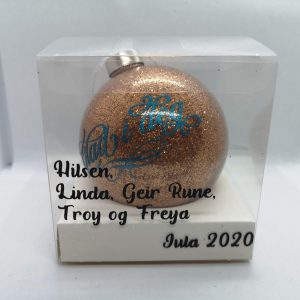 Hilsen,
Linda, Geir Rune,
Troy og Freya
Jula 2020